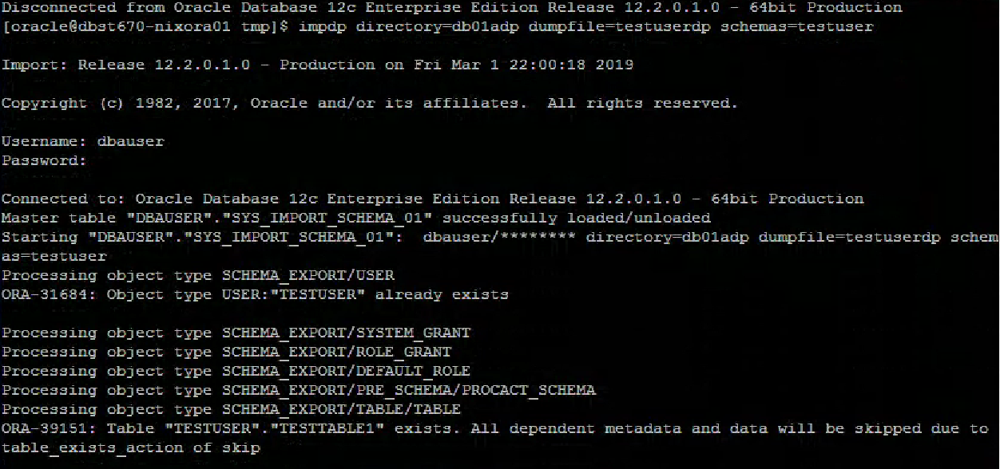 Disconnected from Oracle Database 12c Enterprise Edition Release 12.2.0.1.0 - 64bit Production
[oracle@dbst670-nixora01 tmp]$ impdp directory=db01adp dumpfile=testuserdp schemas=testuser
Import: Release 12.2.0.1.0 - Production on Fri Mar 1 22:00:18 2019
Copyright (c) 1982, 2017, Oracle and/or its affiliates.  All rights reserved.
Username: dbauser
Password:
Connected to: Oracle Database 12c Enterprise Edition Release 12.2.0.1.0 - 64bit Production
Master table "DBAUSER"."SYS_IMPORT_SCHEMA_01" successfully loaded/unloaded
Starting "DBAUSER"."SYS_IMPORT_SCHEMA_01":  dbauser/******** directory=db01adp dumpfile=testuserdp schem
as=testuser
Processing object type SCHEMA_EXPORT/USER
ORA-31684: Object type USER:"TESTUSER" already exists
Processing object type SCHEMA_EXPORT/SYSTEM_GRANT
Processing object type SCHEMA_EXPORT/ROLE_GRANT
Processing object type SCHEMA_EXPORT/DEFAULT_ROLE
Processing object type SCHEMA_EXPORT/PRE_SCHEMA/PROCACT_SCHEMA
Processing object type SCHEMA_EXPORT/TABLE/TABLE
ORA-39151: Table "TESTUSER"."TESTTABLE1" exists. All dependent metadata and data will be skipped due to
table_exists_action of skip